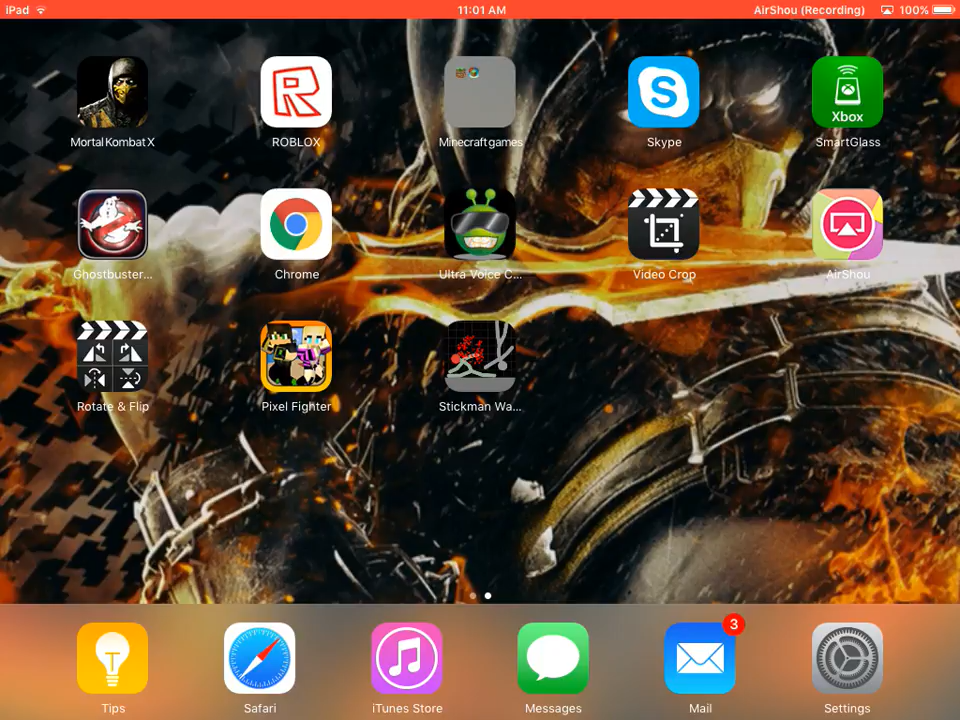 iPad 11:01 AM AirShou (Recording) 100%
Xbox
Mortal Kombat X ROBLOX Minecraft games Skype SmartGlass
Ghostbuster... Chrome Ultra Voice C... Video Crop AirShou
Rotate & Flip Pixel Fighter Stickman Wa...
3
Tips Safari iTunes Store Messages Mail Settings